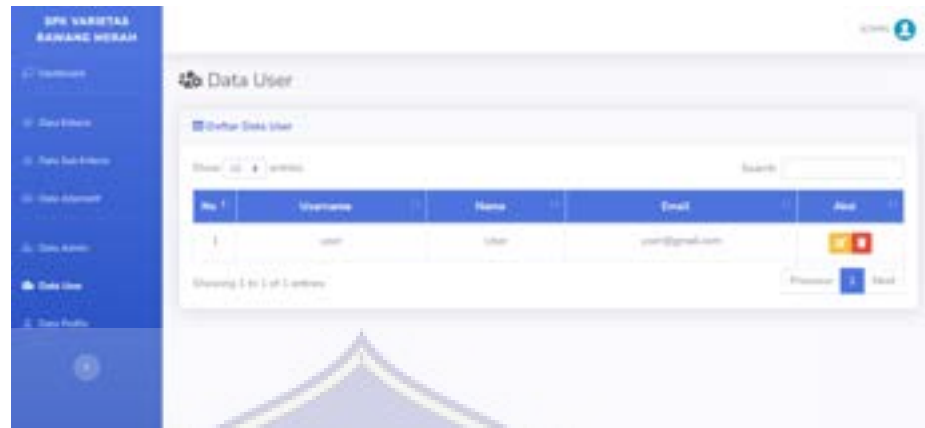 SPK VARIETAS
BAWANG MERAH
ADMIN
Dashboard
Data User
Data Kriteria
Daftar Data User
Data Sub Kriteria
Show 10 entries
Search:
Data Alternatif
No Username Nama Email Aksi
Data Admin
1 user User user@gmail.com
Data User
Showing 1 to 1 of 1 entries
Previous 1 Next
Data Profile